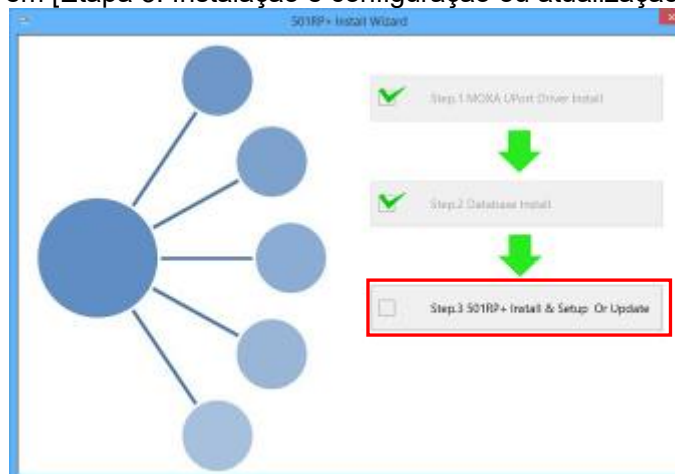 em [Etapa 3: Instalação e configuração ou atualização
501RP+ Install Wizard
Step.1 MOXA UPort Driver Install
Step.2 Database Install
Step.3 501RP+ Install & Setup Or Update